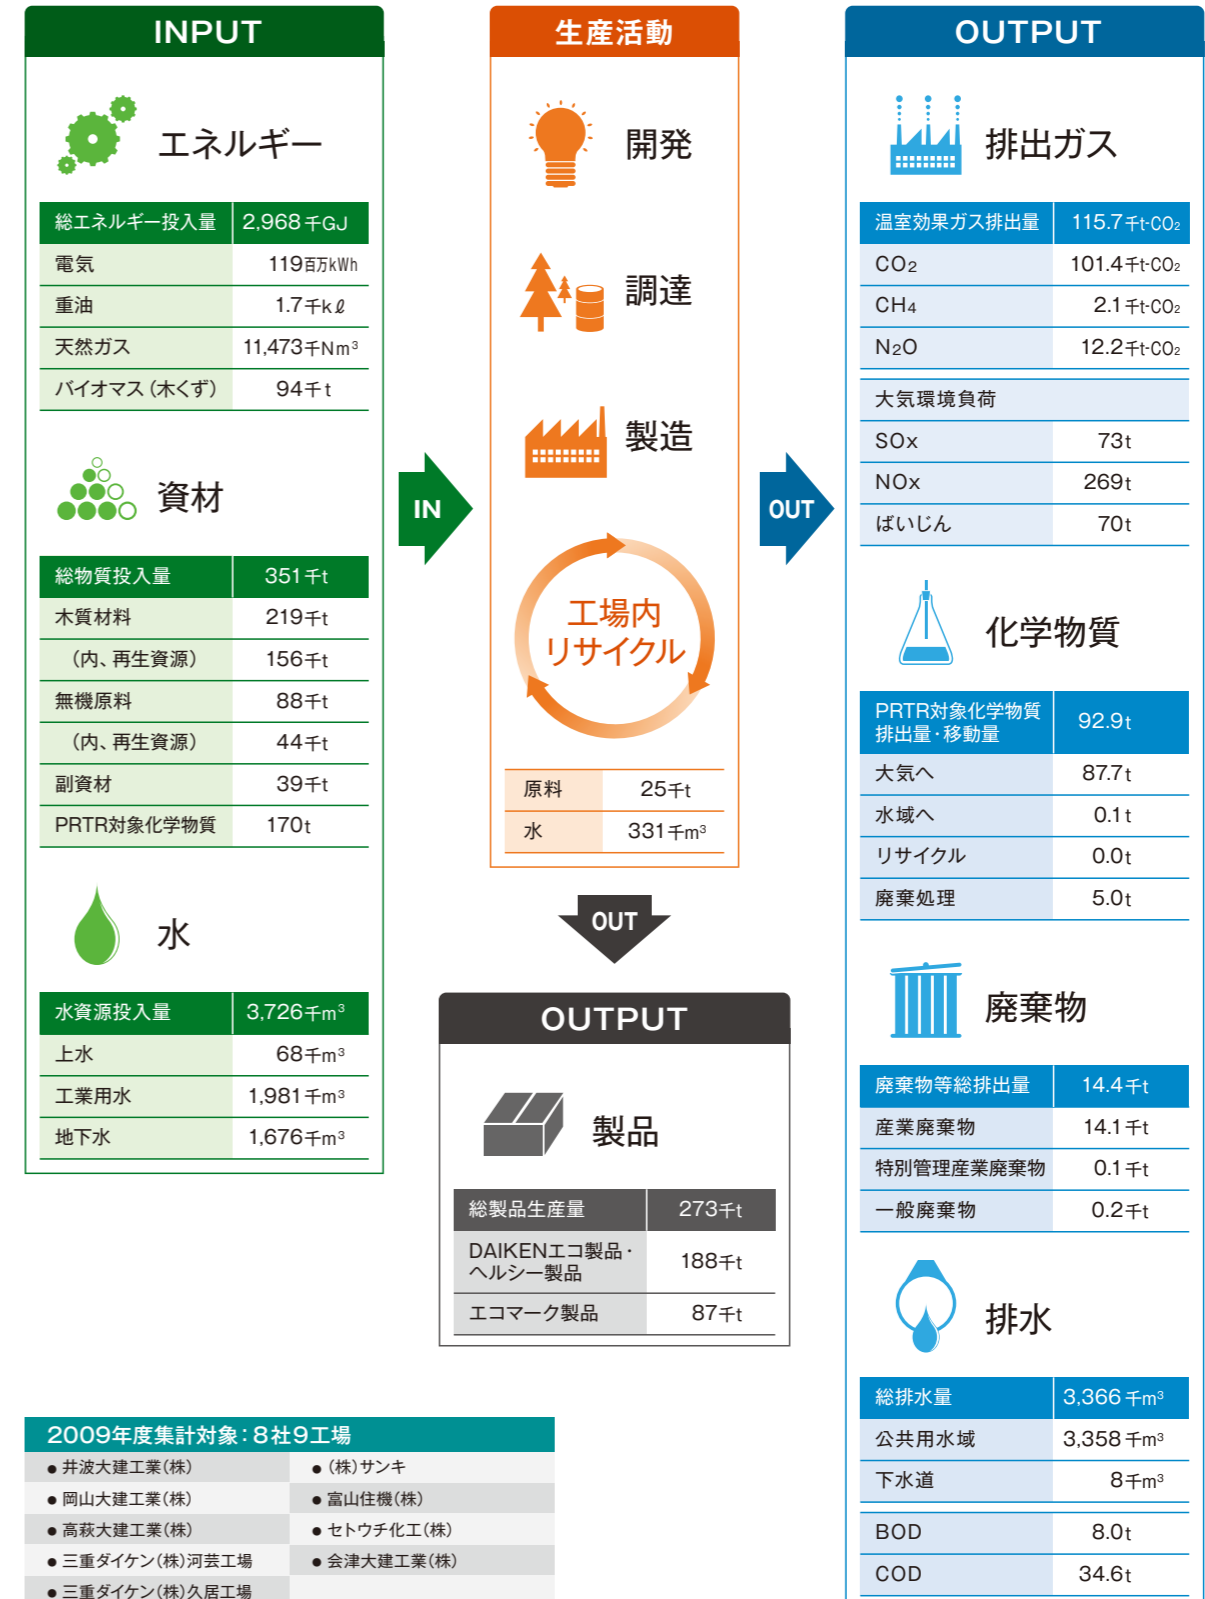 INPUT
エネルギー
総エネルギー投入量 2,968千GJ
電気 119百万kWh
重油 1.7千kℓ
天然ガス 11,473千Nm³
バイオマス(木くず) 94千t
資材
総物質投入量 351千t
木質材料 219千t
(内、再生資源) 156千t
無機原料 88千t
(内、再生資源) 44千t
副資材 39千t
PRTR対象化学物質 170t
水
水資源投入量 3,726千m³
上水 68千m³
工業用水 1,981千m³
地下水 1,676千m³
IN
生産活動
開発
調達
製造
工場内
リサイクル
原料 25千t
水 331千m³
OUT
OUTPUT
製品
総製品生産量 273千t
DAIKENエコ製品・
ヘルシー製品 188千t
エコマーク製品 87千t
OUT
OUTPUT
排出ガス
温室効果ガス排出量 115.7千t-CO₂
CO₂ 101.4千t-CO₂
CH₄ 2.1千t-CO₂
N₂O 12.2千t-CO₂
大気環境負荷
SOx 73t
NOx 269t
ばいじん 70t
化学物質
PRTR対象化学物質
排出量・移動量 92.9t
大気へ 87.7t
水域へ 0.1t
リサイクル 0.0t
廃棄処理 5.0t
廃棄物
廃棄物等総排出量 14.4千t
産業廃棄物 14.1千t
特別管理産業廃棄物 0.1千t
一般廃棄物 0.2千t
排水
総排水量 3,366千m³
公共用水域 3,358千m³
下水道 8千m³
BOD 8.0t
COD 34.6t
2009年度集計対象:8社9工場
●井波大建工業(株) ●(株)サンキ
●岡山大建工業(株) ●富山住機(株)
●高萩大建工業(株) ●セトウチ化工(株)
●三重ダイケン(株)河芸工場 ●会津大建工業(株)
●三重ダイケン(株)久居工場